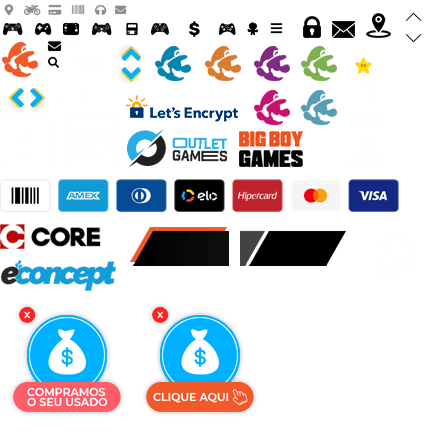 $
Let's Encrypt
OUTLET
GAMES
BIG BOY
GAMES
AMEX
elo
Hipercard
VISA
C CORE
econcept
X
X
$
$
COMPRAMOS
O SEU USADO
CLIQUE AQUI